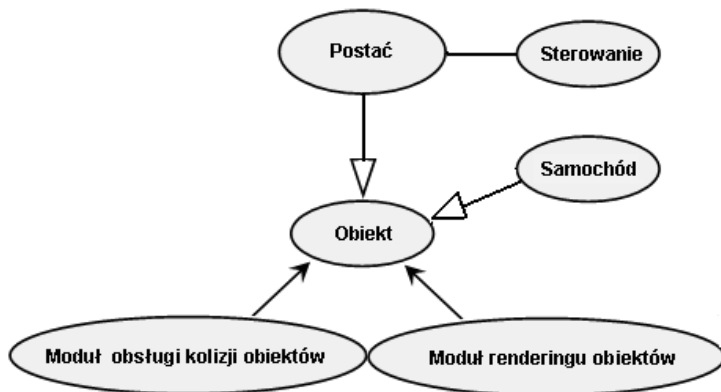 Postać
Sterowanie
Samochód
Obiekt
Moduł obsługi kolizji obiektów
Moduł renderingu obiektów